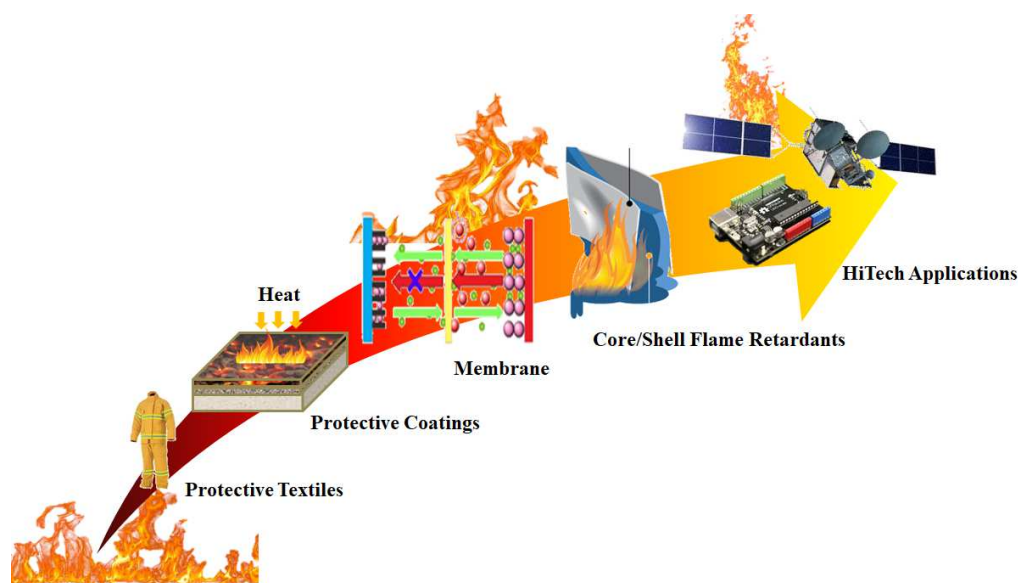 HiTech Applications
Heat
Core/Shell Flame Retardants
Membrane
Protective Coatings
Protective Textiles